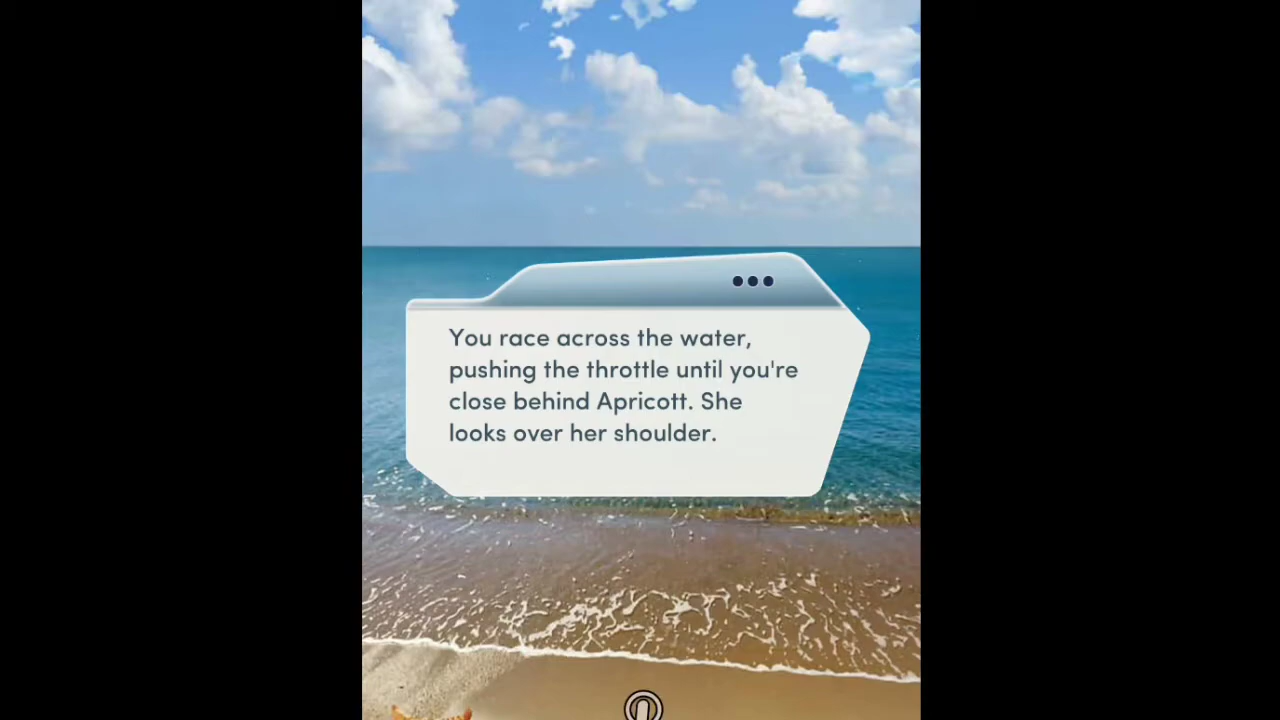 You race across the water,
pushing the throttle until you're
close behind Apricott. She
looks over her shoulder.